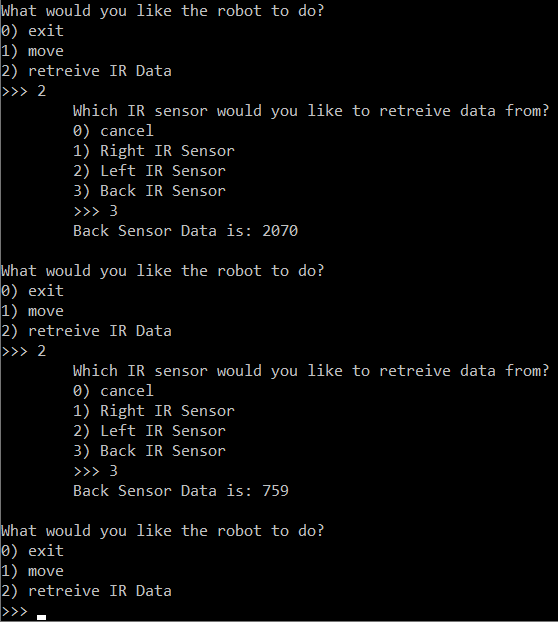 What would you like the robot to do?
0) exit
1) move
2) retreive IR Data
>>> 2
Which IR sensor would you like to retreive data from?
0) cancel
1) Right IR Sensor
2) Left IR Sensor
3) Back IR Sensor
>>> 3
Back Sensor Data is: 2070
What would you like the robot to do?
0) exit
1) move
2) retreive IR Data
>>> 2
Which IR sensor would you like to retreive data from?
0) cancel
1) Right IR Sensor
2) Left IR Sensor
3) Back IR Sensor
>>> 3
Back Sensor Data is: 759
What would you like the robot to do?
0) exit
1) move
2) retreive IR Data
>>>